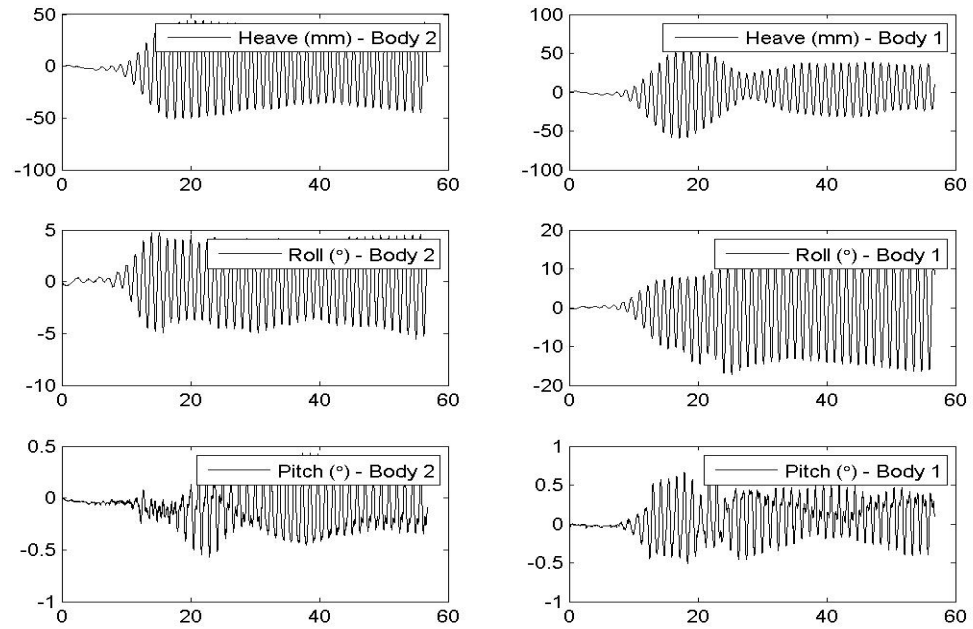 50
Heave (mm) - Body 2
0
-50
-100
0 20 40 60
100
Heave (mm) - Body 1
50
0
-50
-100
0 20 40 60
5
Roll (°) - Body 2
0
-5
-10
0 20 40 60
20
Roll (°) - Body 1
10
0
-10
-20
0 20 40 60
0.5
Pitch (°) - Body 2
0
-0.5
-1
0 20 40 60
1
Pitch (°) - Body 1
0.5
0
-0.5
-1
0 20 40 60